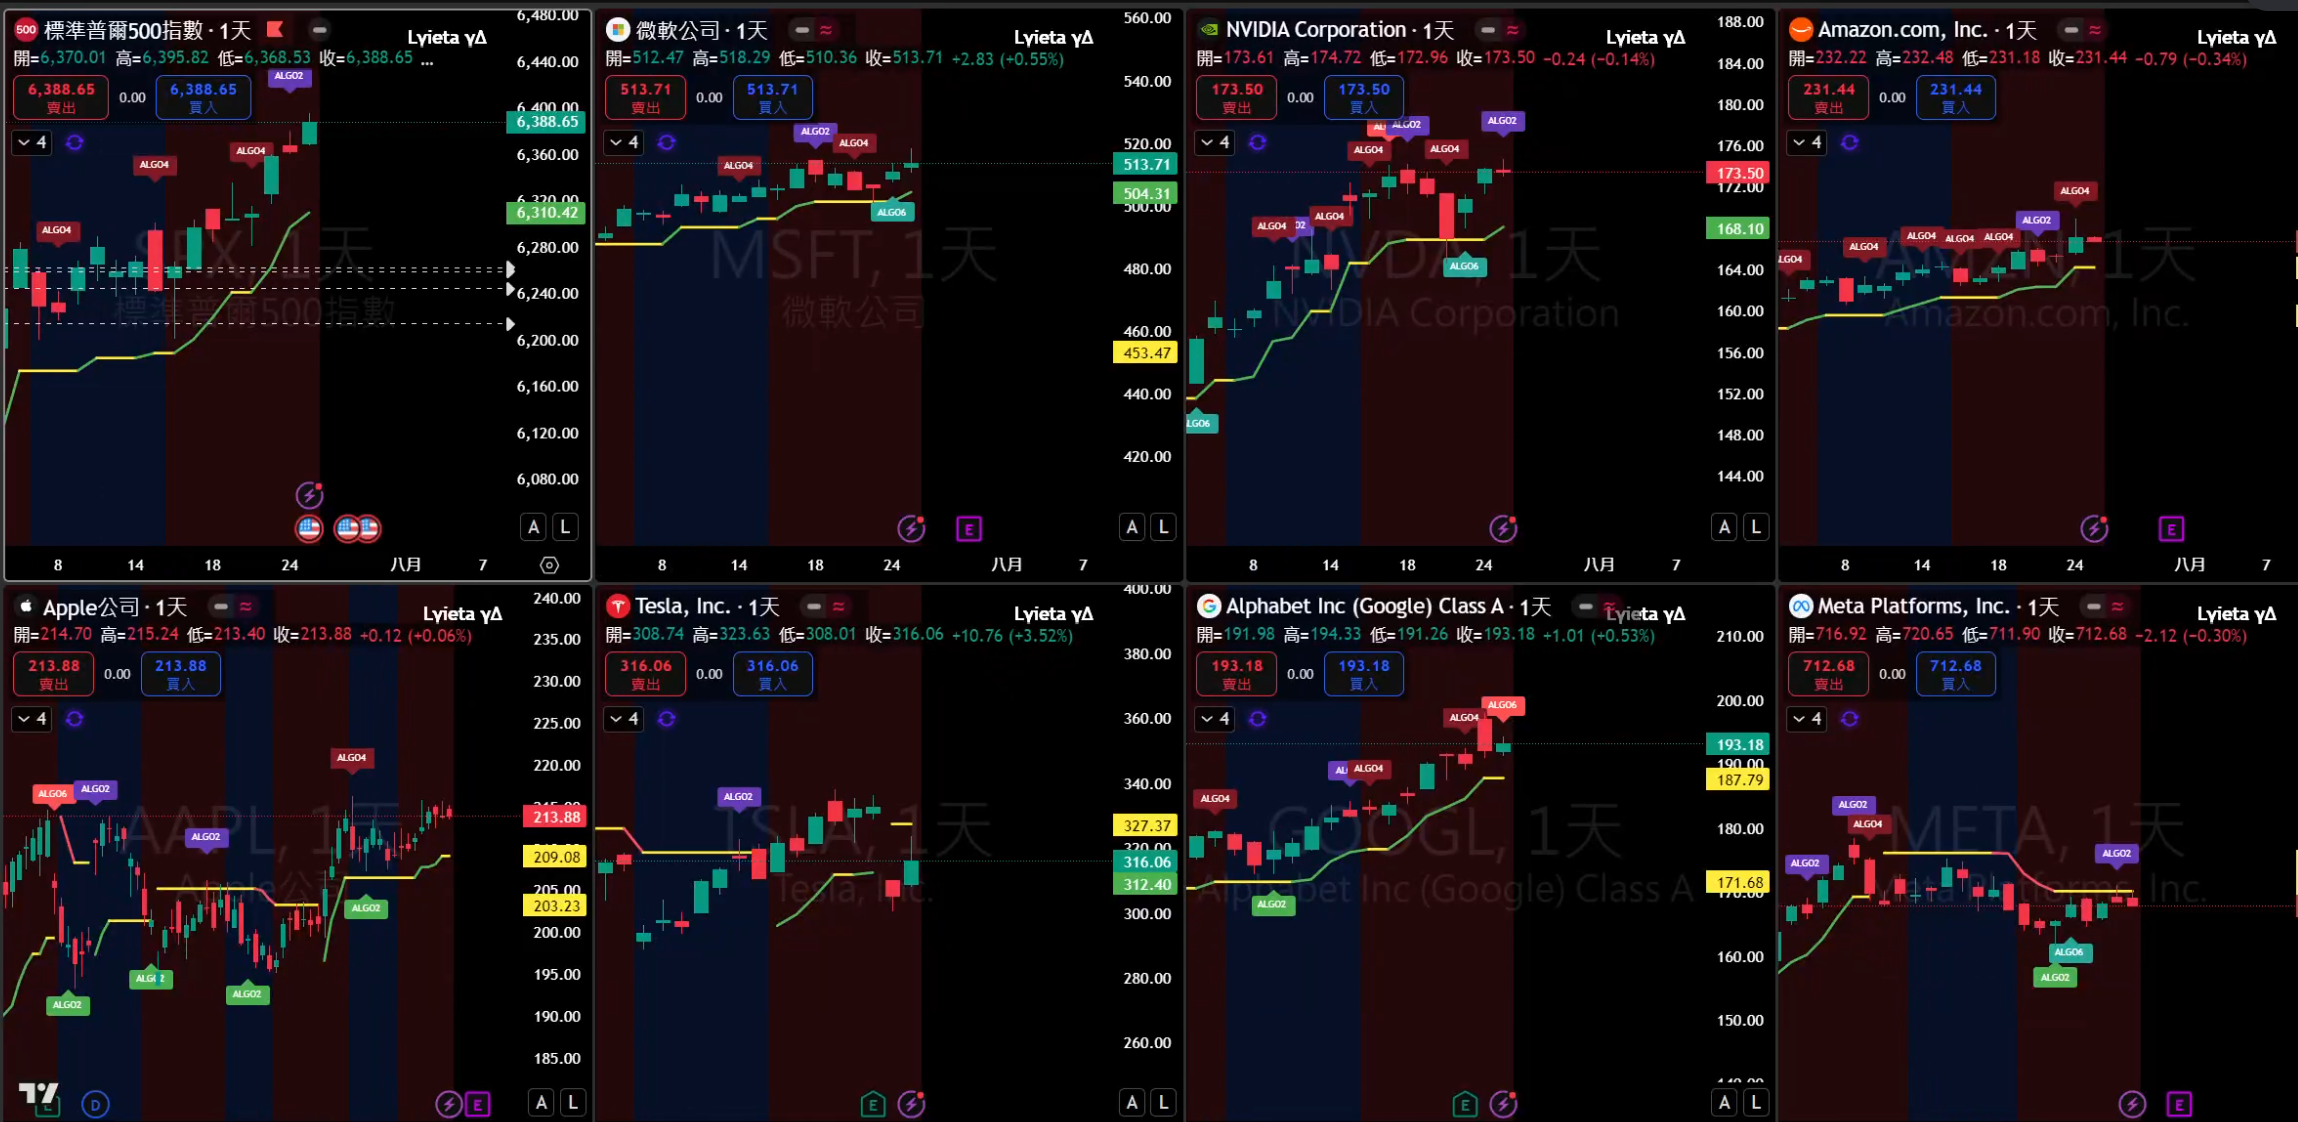 500 標準普爾500指數 · 1天
Lyieta γΔ
開=6,370.01 高=6,395.82 低=6,368.53 收=6,388.65 ...
6,388.65 賣出
0.00
6,388.65 買入
4
ALGO4
ALGO4
ALGO4
ALGO2
SPX, 1天
標準普爾500指數
6,480.00
6,440.00
6,400.00
6,388.65
6,360.00
6,320.00
6,310.42
6,280.00
6,240.00
6,200.00
6,160.00
6,120.00
6,080.00
A L
8 14 18 24 八月 7
微軟公司 · 1天
Lyieta γΔ
開=512.47 高=518.29 低=510.36 收=513.71 +2.83 (+0.55%)
513.71 賣出
0.00
513.71 買入
4
ALGO4
ALGO2
ALGO4
ALGO6
MSFT, 1天
微軟公司
560.00
540.00
520.00
513.71
504.31
500.00
480.00
460.00
453.47
440.00
420.00
E
A L
8 14 18 24 八月 7
NVIDIA Corporation · 1天
Lyieta γΔ
開=173.61 高=174.72 低=172.96 收=173.50 −0.24 (−0.14%)
173.50 賣出
0.00
173.50 買入
4
ALGO4
ALGO4
ALGO4
ALGO2
ALGO4
ALGO2
ALGO6
NVDA, 1天
NVIDIA Corporation
188.00
184.00
180.00
176.00
173.50
172.00
168.10
164.00
160.00
156.00
152.00
148.00
144.00
A L
8 14 18 24 八月 7
Amazon.com, Inc. · 1天
Lyieta γΔ
開=232.22 高=232.48 低=231.18 收=231.44 −0.79 (−0.34%)
231.44 賣出
0.00
231.44 買入
4
ALGO4
ALGO4
ALGO4
ALGO4
ALGO2
ALGO4
AMZN, 1天
Amazon.com, Inc.
E
8 14 18 24 八月 7
Apple公司 · 1天
Lyieta γΔ
開=214.70 高=215.24 低=213.40 收=213.88 +0.12 (+0.06%)
213.88 賣出
0.00
213.88 買入
4
ALGO6
ALGO2
ALGO2
ALGO4
ALGO2
ALGO2
ALGO2
ALGO2
AAPL, 1天
Apple公司
240.00
235.00
230.00
225.00
220.00
213.88
209.08
205.00
203.23
200.00
195.00
190.00
185.00
D
E
A L
Tesla, Inc. · 1天
Lyieta γΔ
開=308.74 高=323.63 低=308.01 收=316.06 +10.76 (+3.52%)
316.06 賣出
0.00
316.06 買入
4
ALGO2
TSLA, 1天
Tesla, Inc.
400.00
380.00
360.00
340.00
327.37
320.00
316.06
312.40
300.00
280.00
260.00
E
A L
Alphabet Inc (Google) Class A · 1天
Lyieta γΔ
開=191.98 高=194.33 低=191.26 收=193.18 +1.01 (+0.53%)
193.18 賣出
0.00
193.18 買入
4
ALGO4
ALGO4
ALGO4
ALGO6
ALGO2
GOOGL, 1天
Alphabet Inc (Google) Class A
210.00
200.00
193.18
190.00
187.79
180.00
171.68
170.00
160.00
150.00
E
A L
Meta Platforms, Inc. · 1天
Lyieta γΔ
開=716.92 高=720.65 低=711.90 收=712.68 −2.12 (−0.30%)
712.68 賣出
0.00
712.68 買入
4
ALGO2
ALGO2
ALGO4
ALGO2
ALGO6
ALGO2
META, 1天
Meta Platforms, Inc.
E